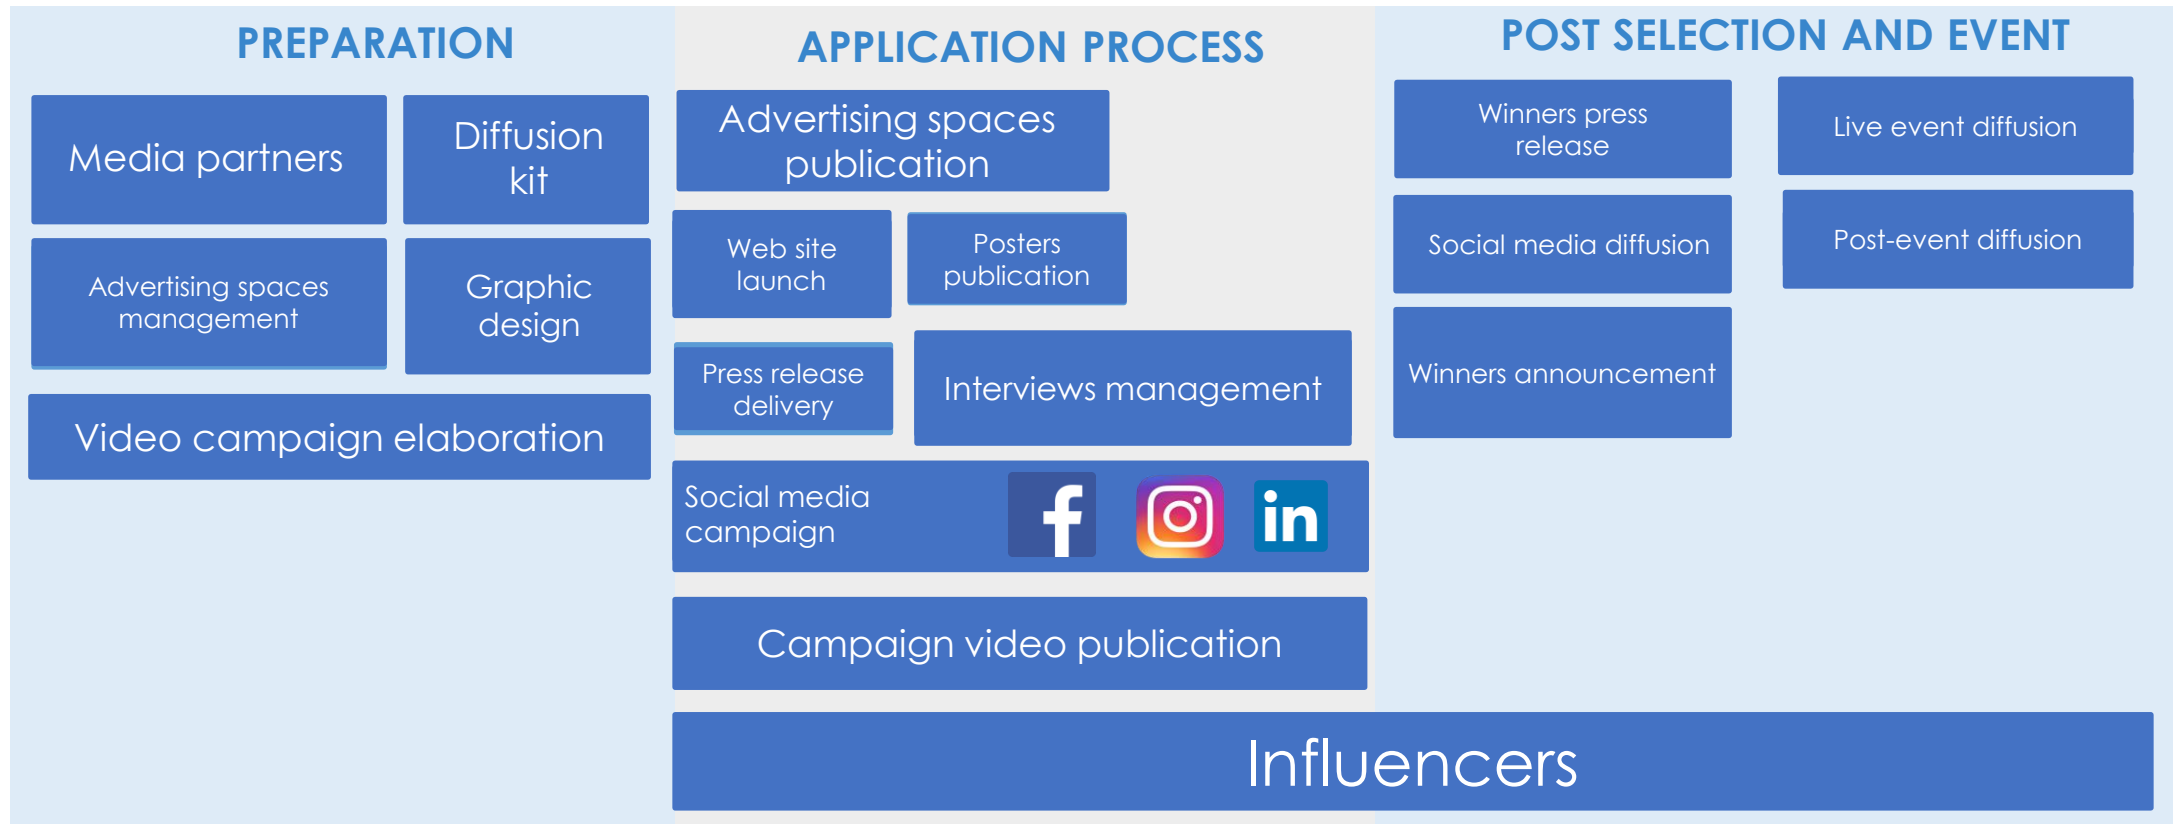 PREPARATION
Media partners
Diffusion
kit
Advertising spaces
management
Graphic
design
Video campaign elaboration
APPLICATION PROCESS
Advertising spaces
publication
Web site
launch
Posters
publication
Press release
delivery
Interviews management
Social media
campaign
f
in
Campaign video publication
POST SELECTION AND EVENT
Winners press
release
Live event diffusion
Social media diffusion
Post-event diffusion
Winners announcement
Influencers